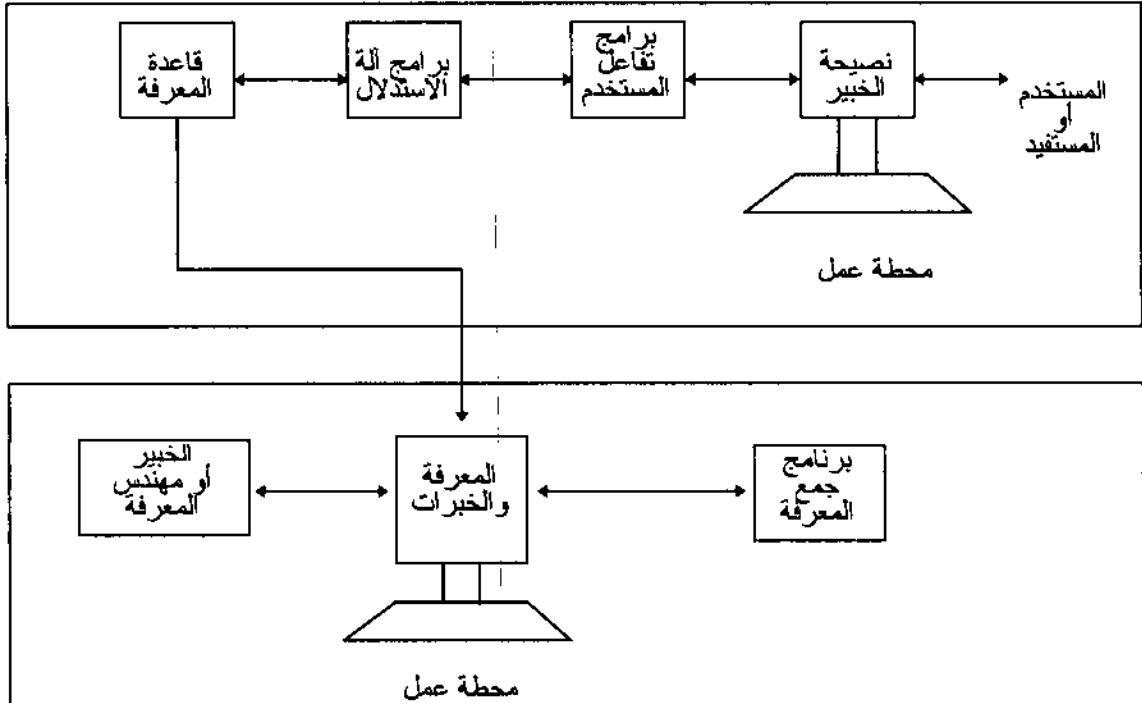 المستخدم
أو
المستفيد
نصيحة
الخبير
برامج
تفاعل
المستخدم
برامج آلة
الاستدلال
قاعدة
المعرفة
محطة عمل
برنامج
جمع
المعرفة
المعرفة
والخبرات
الخبير
أو مهندس
المعرفة
محطة عمل